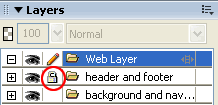 Layers
100 Normal
Web Layer
header and footer
background and nav...